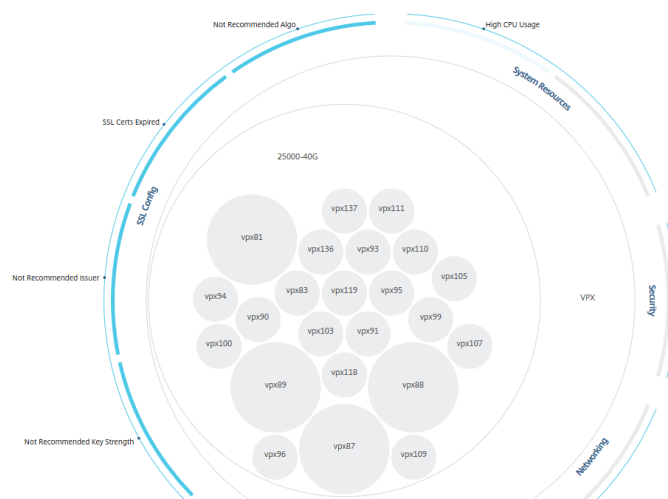 Not Recommended Algo
High CPU Usage
System Resources
SSL Certs Expired
25000-40G
SSL Config
vpx137
vpx111
vpx81
vpx136
vpx93
vpx110
vpx105
vpx83
vpx119
vpx95
vpx94
Not Recommended Issuer
VPX
Security
vpx90
vpx99
vpx103
vpx91
vpx100
vpx107
vpx118
vpx89
vpx88
Not Recommended Key Strength
vpx87
vpx96
vpx109
Networking